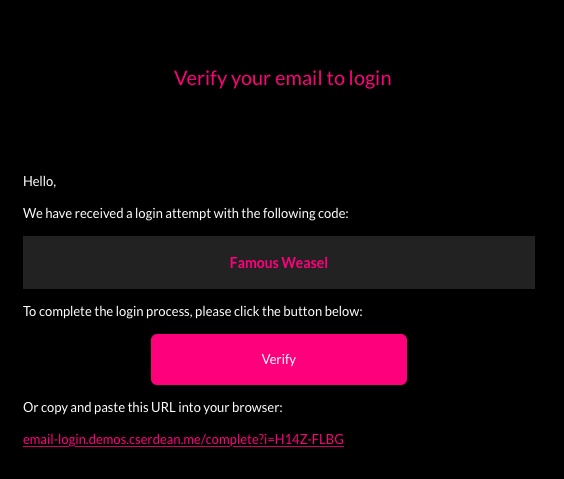 Verify your email to login
Hello,
We have received a login attempt with the following code:
Famous Weasel
To complete the login process, please click the button below:
Verify
Or copy and paste this URL into your browser:
email-login.demos.cserdean.me/complete?i=H14Z-FLBG